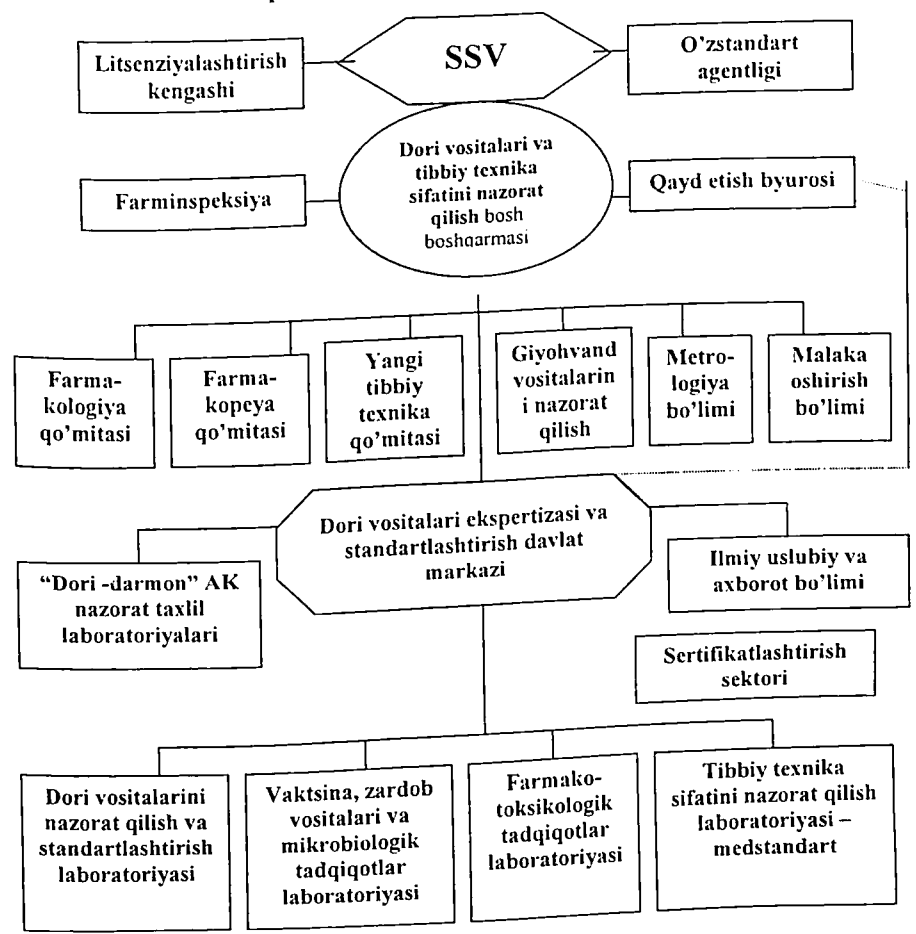 Litsenziyalashtirish
kengashi
SSV
O'zstandart
agentligi
Farminspeksiya
Dori vositalari va
tibbiy texnika
sifatini nazorat
qilish bosh
boshqarmasi
Qayd etish byurosi
Farma-
kologiya
qo'mitasi
Farma-
kopeya
qo'mitasi
Yangi
tibbiy
texnika
qo'mitasi
Giyohvand
vositalarin
i nazorat
qilish
Metro-
logiya
bo'limi
Malaka
oshirish
bo'limi
Dori vositalari ekspertizasi va
standartlashtirish davlat
markazi
"Dori -darmon" AK
nazorat taxlil
laboratoriyalari
Ilmiy uslubiy va
axborot bo'limi
Sertifikatlashtirish
sektori
Dori vositalarini
nazorat qilish va
standartlashtirish
laboratoriyasi
Vaktsina, zardob
vositalari va
mikrobiologik
tadqiqotlar
laboratoriyasi
Farmako-
toksikologik
tadqiqotlar
laboratoriyasi
Tibbiy texnika
sifatini nazorat qilish
laboratoriyasi –
medstandart